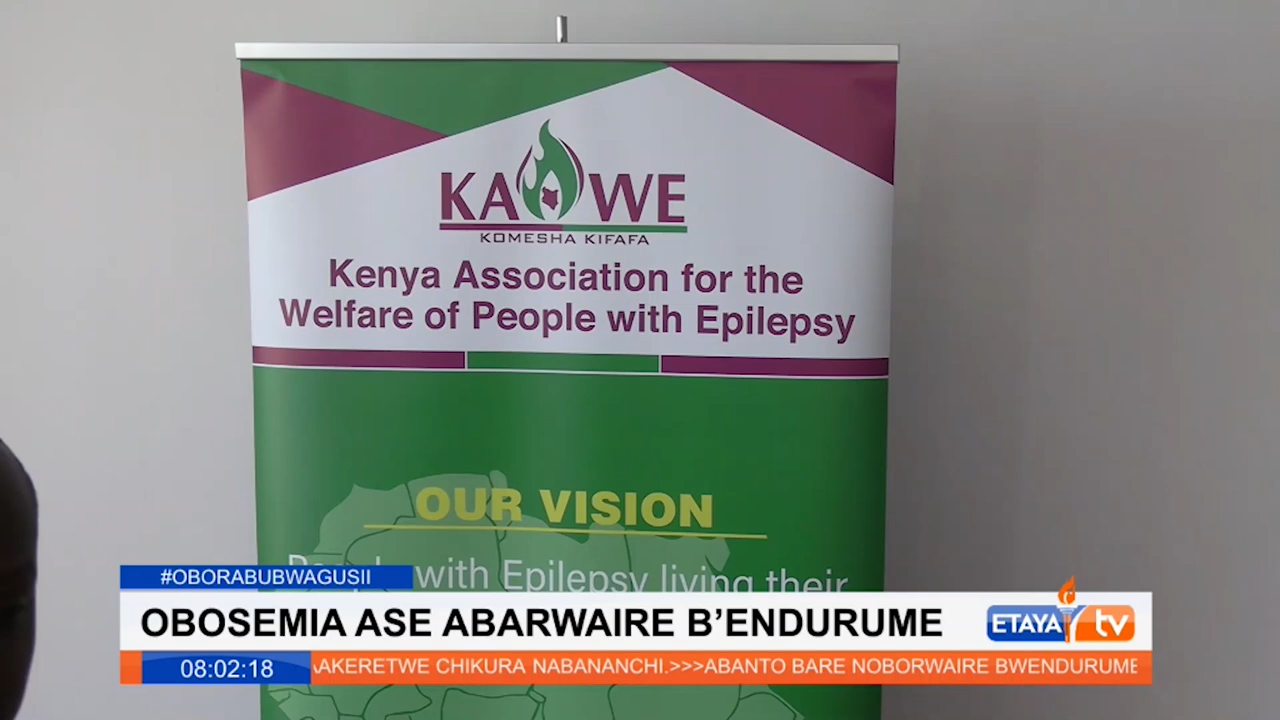 KAWE
KOMESHA KIFAFA
Kenya Association for the
Welfare of People with Epilepsy
OUR VISION
People with Epilepsy living their
#OBORABUBWAGUSII
OBOSEMIA ASE ABARWAIRE B'ENDURUME
ETAYA tv
08:02:18
AKERETWE CHIKURA NABANANCHI.>>>ABANTO BARE NOBORWAIRE BWENDURUME